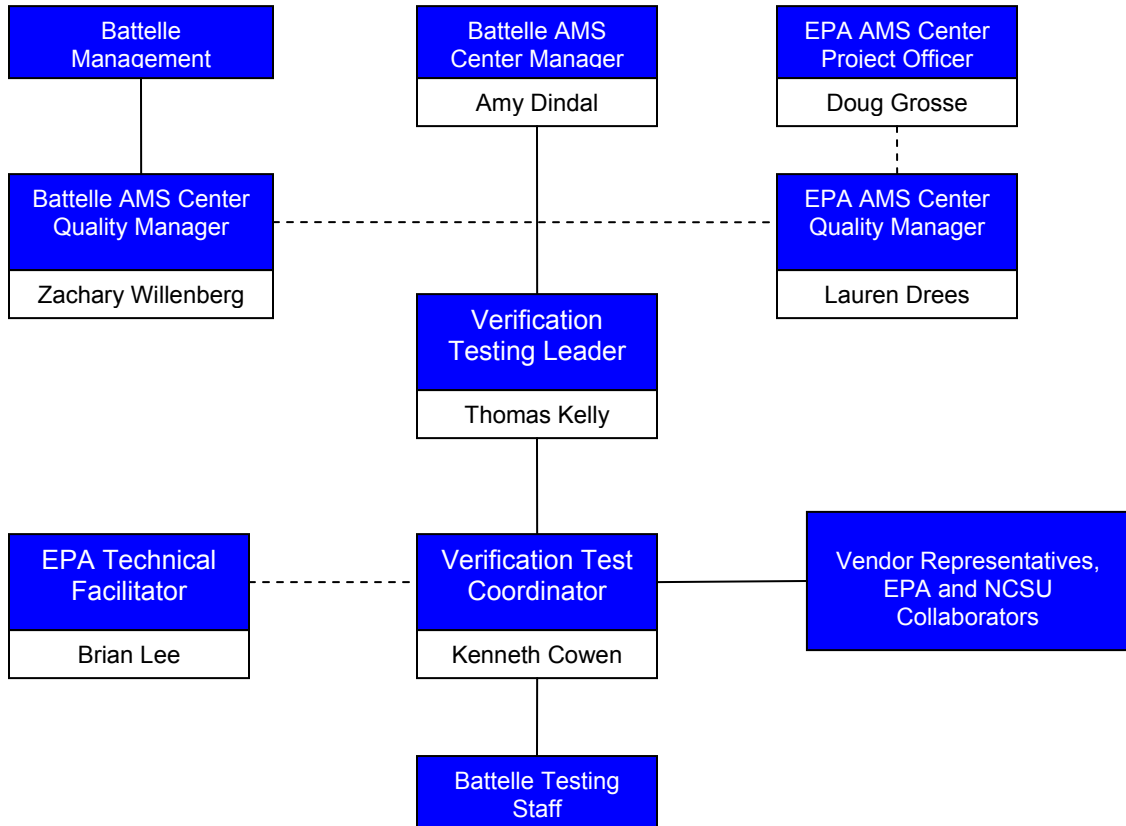 Battelle
Management
Battelle AMS
Center Manager
Amy Dindal
EPA AMS Center
Project Officer
Doug Grosse
Battelle AMS Center
Quality Manager
Zachary Willenberg
EPA AMS Center
Quality Manager
Lauren Drees
Verification
Testing Leader
Thomas Kelly
EPA Technical
Facilitator
Brian Lee
Verification Test
Coordinator
Kenneth Cowen
Vendor Representatives,
EPA and NCSU
Collaborators
Battelle Testing
Staff